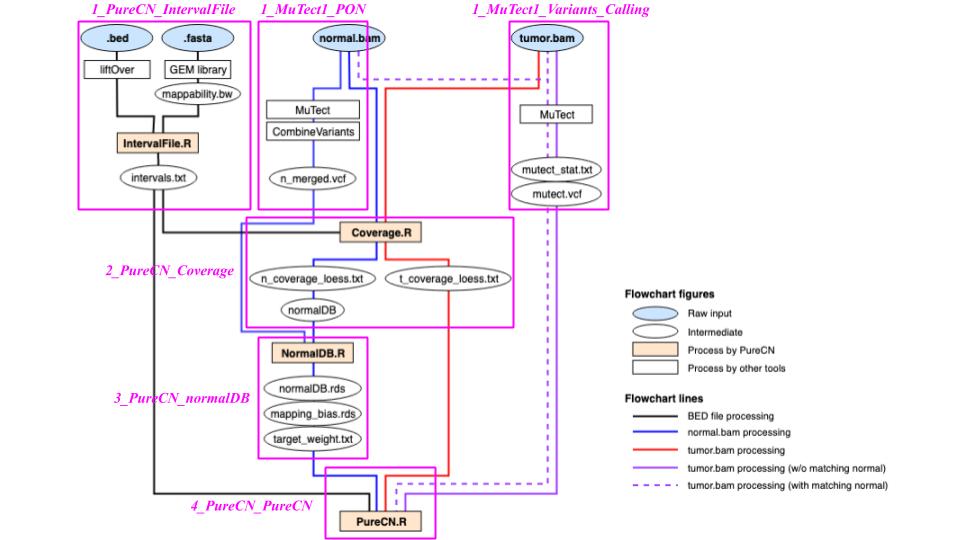 1_PureCN_IntervalFile
1_MuTect1_PON
1_MuTect1_Variants_Calling
.bed
.fasta
normal.bam
tumor.bam
liftOver
GEM library
mappability.bw
MuTect
MuTect
CombineVariants
IntervalFile.R
intervals.txt
n_merged.vcf
mutect_stat.txt
mutect.vcf
Coverage.R
2_PureCN_Coverage
n_coverage_loess.txt
t_coverage_loess.txt
normalDB
NormalDB.R
3_PureCN_normalDB
normalDB.rds
mapping_bias.rds
target_weight.txt
4_PureCN_PureCN
PureCN.R
Flowchart figures
Raw input
Intermediate
Process by PureCN
Process by other tools
Flowchart lines
BED file processing
normal.bam processing
tumor.bam processing
tumor.bam processing (w/o matching normal)
tumor.bam processing (with matching normal)